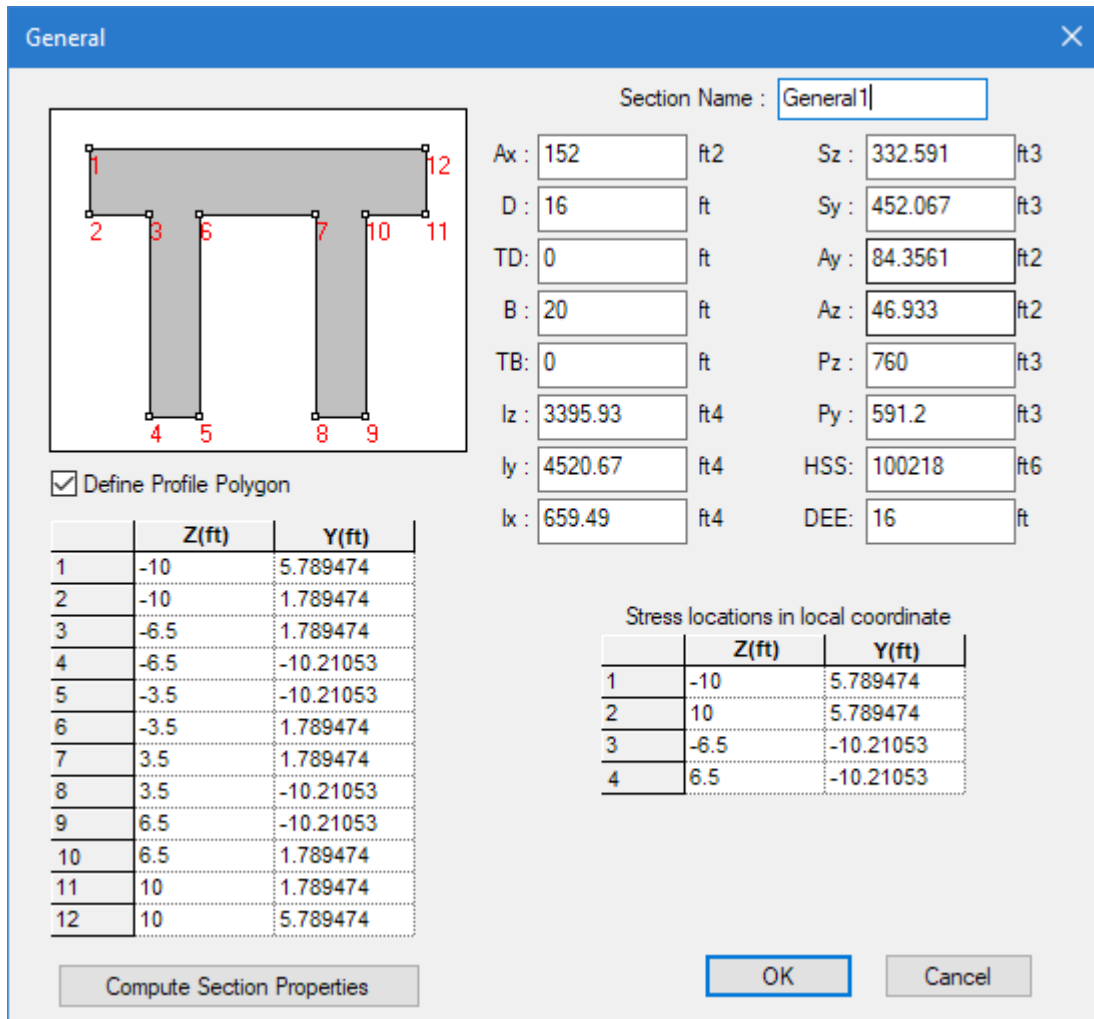 General
Section Name : General1
1 12
2 3 6 7 10 11
4 5 8 9
Ax : 152 ft2 Sz : 332.591 ft3
D : 16 ft Sy : 452.067 ft3
TD: 0 ft Ay : 84.3561 ft2
B : 20 ft Az : 46.933 ft2
TB: 0 ft Pz : 760 ft3
Iz : 3395.93 ft4 Py : 591.2 ft3
Iy : 4520.67 ft4 HSS: 100218 ft6
Ix : 659.49 ft4 DEE: 16 ft
Define Profile Polygon
Z(ft) Y(ft)
1 -10 5.789474
2 -10 1.789474
3 -6.5 1.789474
4 -6.5 -10.21053
5 -3.5 -10.21053
6 -3.5 1.789474
7 3.5 1.789474
8 3.5 -10.21053
9 6.5 -10.21053
10 6.5 1.789474
11 10 1.789474
12 10 5.789474
Stress locations in local coordinate
Z(ft) Y(ft)
1 -10 5.789474
2 10 5.789474
3 -6.5 -10.21053
4 6.5 -10.21053
Compute Section Properties
OK Cancel